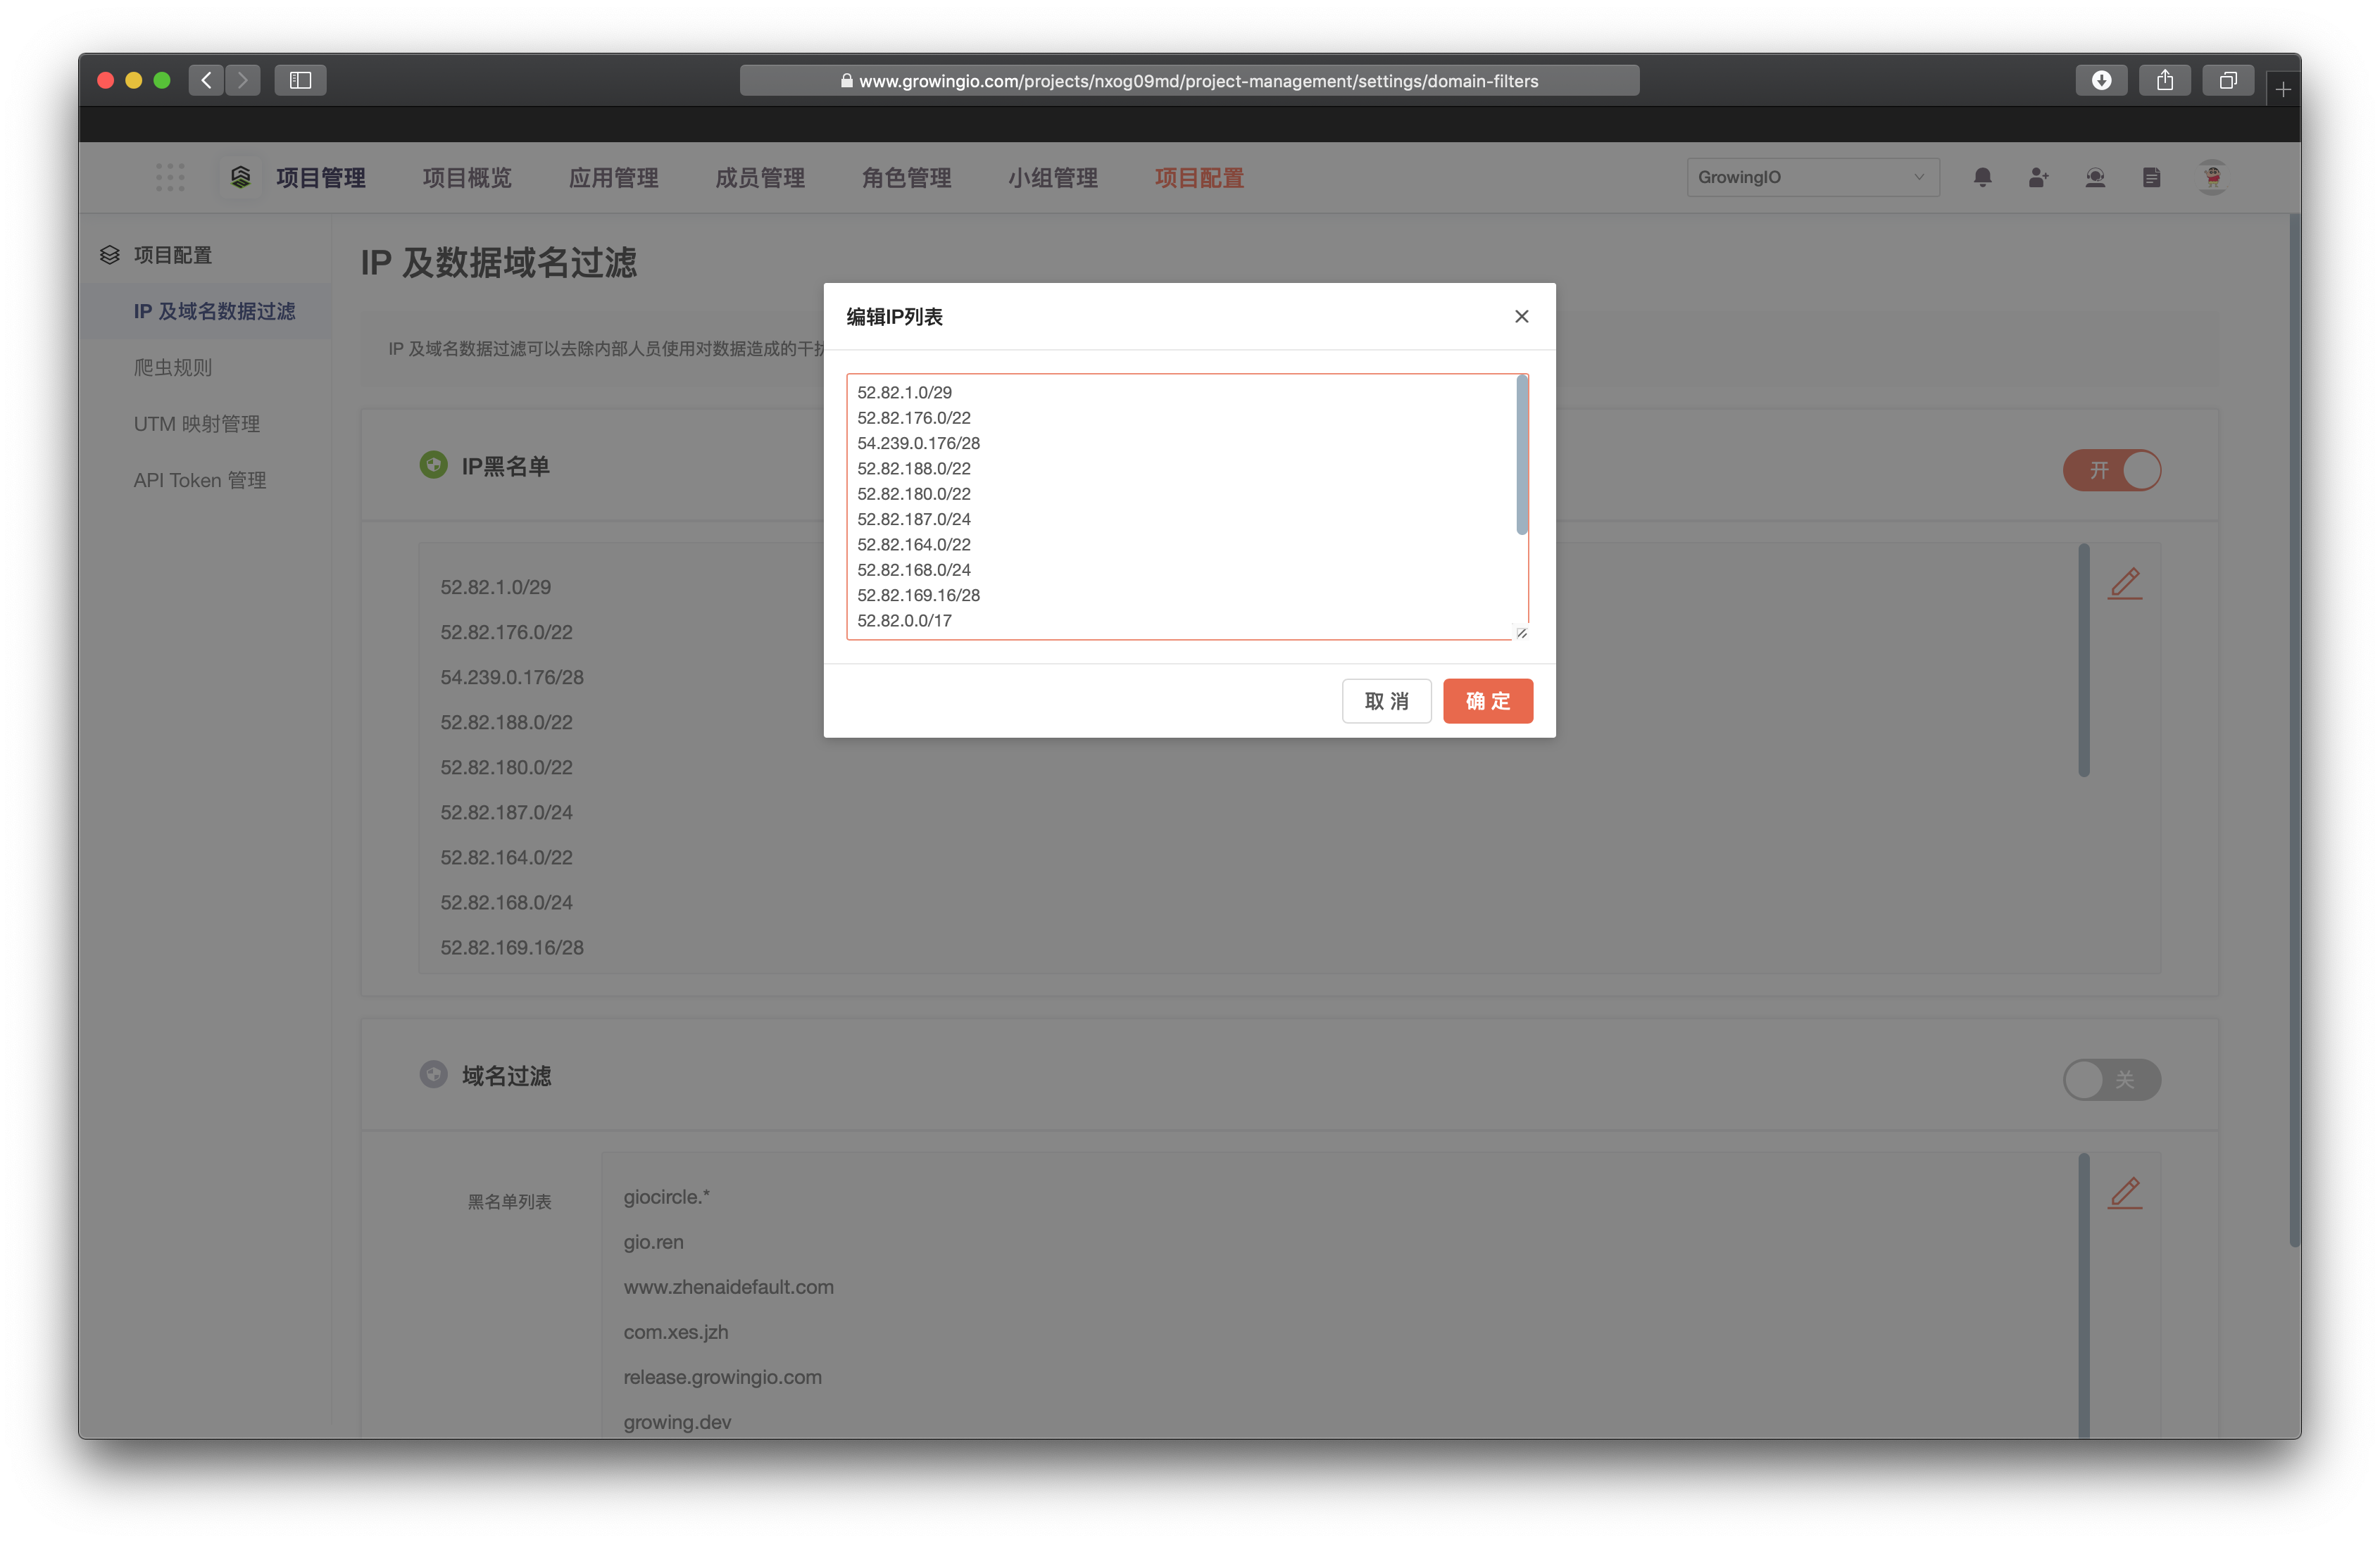 www.growingio.com/projects/nxog09md/project-management/settings/domain-filters
项目管理 项目概览 应用管理 成员管理 角色管理 小组管理 项目配置 GrowingIO
项目配置
IP 及域名数据过滤
爬虫规则
UTM 映射管理
API Token 管理
IP 及数据域名过滤
IP 及域名数据过滤可以去除内部人员使用对数据造成的干扰
编辑IP列表
52.82.1.0/29
52.82.176.0/22
54.239.0.176/28
52.82.188.0/22
52.82.180.0/22
52.82.187.0/24
52.82.164.0/22
52.82.168.0/24
52.82.169.16/28
52.82.0.0/17
取 消 确 定
IP黑名单 开
52.82.1.0/29
52.82.176.0/22
54.239.0.176/28
52.82.188.0/22
52.82.180.0/22
52.82.187.0/24
52.82.164.0/22
52.82.168.0/24
52.82.169.16/28
域名过滤 关
黑名单列表
giocircle.*
gio.ren
www.zhenaidefault.com
com.xes.jzh
release.growingio.com
growing.dev